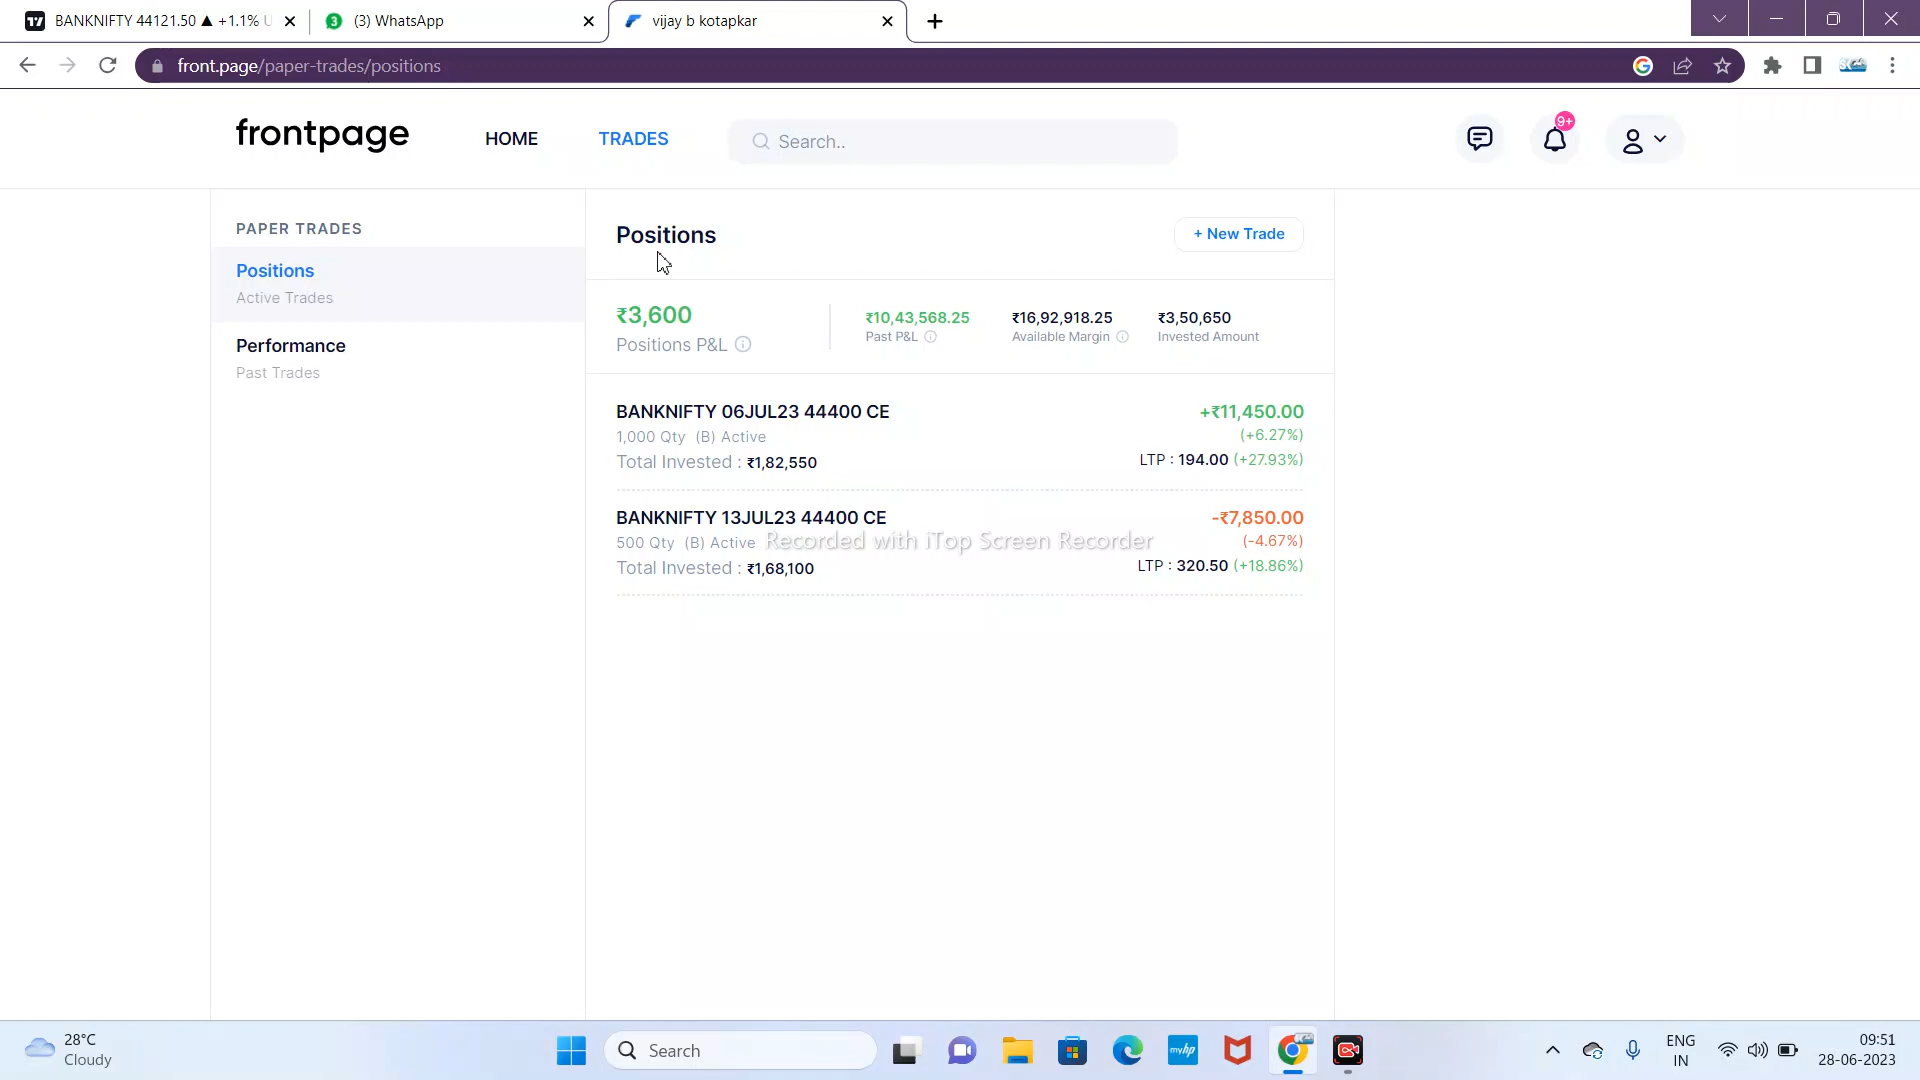 BANKNIFTY 44121.50 ▲ +1.1% U
(3) WhatsApp
vijay b kotapkar
front.page/paper-trades/positions
frontpage
HOME
TRADES
Search..
9+
PAPER TRADES
Positions
Active Trades
Performance
Past Trades
Positions
+ New Trade
₹3,600
Positions P&L
₹10,43,568.25
Past P&L
₹16,92,918.25
Available Margin
₹3,50,650
Invested Amount
BANKNIFTY 06JUL23 44400 CE
+₹11,450.00
1,000 Qty (B) Active
(+6.27%)
Total Invested : ₹1,82,550
LTP : 194.00 (+27.93%)
BANKNIFTY 13JUL23 44400 CE
-₹7,850.00
500 Qty (B) Active
(-4.67%)
Recorded with iTop Screen Recorder
Total Invested : ₹1,68,100
LTP : 320.50 (+18.86%)
28°C
Cloudy
Search
myhp
ENG
IN
09:51
28-06-2023